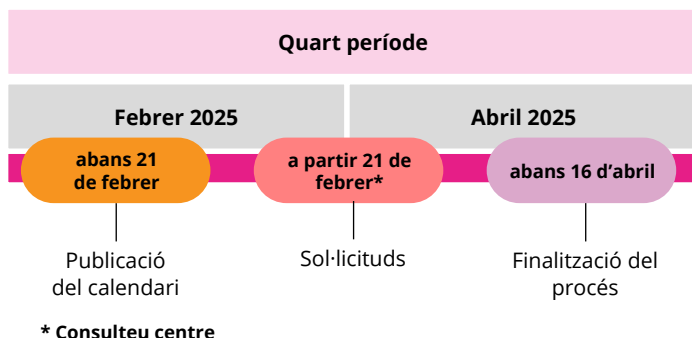 Quart període
Febrer 2025
Abril 2025
abans 21
de febrer
a partir 21 de
febrer*
abans 16 d’abril
Publicació
del calendari
Sol·licituds
Finalització del
procés
* Consulteu centre